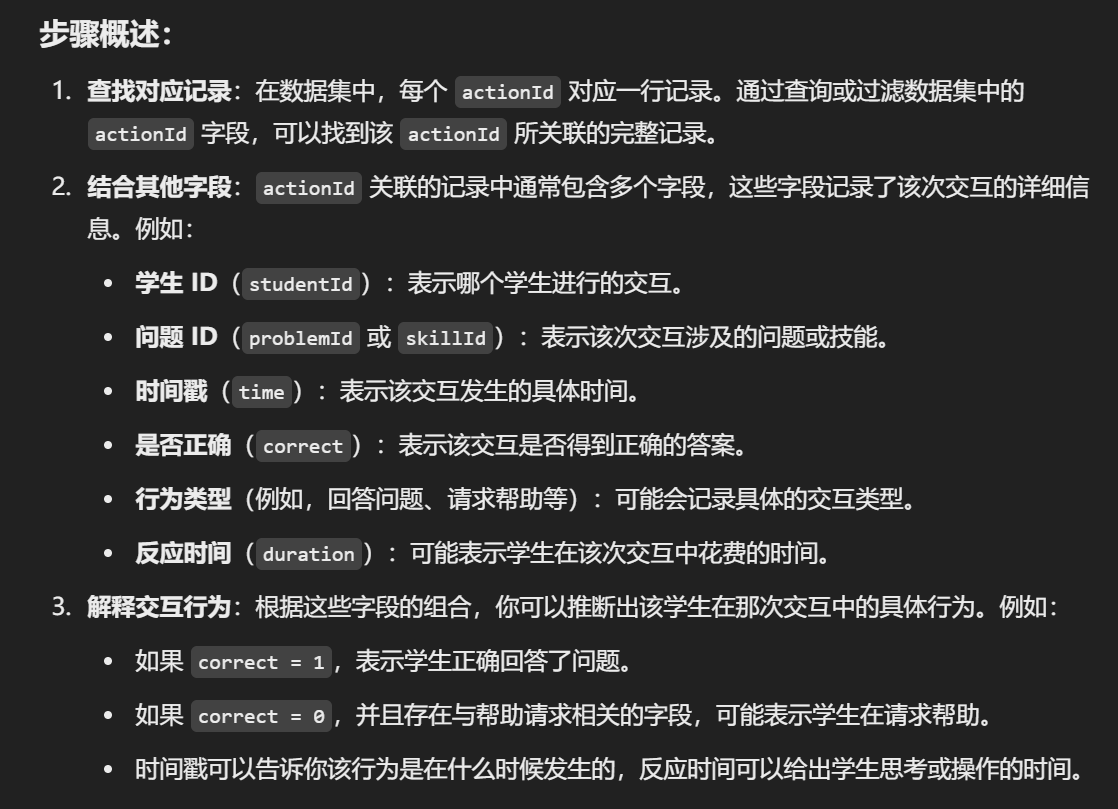 步骤概述：
1. 查找对应记录：在数据集中，每个 actionId 对应一行记录。通过查询或过滤数据集中的
actionId 字段，可以找到该 actionId 所关联的完整记录。
2. 结合其他字段：actionId 关联的记录中通常包含多个字段，这些字段记录了该次交互的详细信
息。例如：
• 学生 ID（studentId）：表示哪个学生进行的交互。
• 问题 ID（problemId 或 skillId）：表示该次交互涉及的问题或技能。
• 时间戳（time）：表示该交互发生的具体时间。
• 是否正确（correct）：表示该交互是否得到正确的答案。
• 行为类型（例如，回答问题、请求帮助等）：可能会记录具体的交互类型。
• 反应时间（duration）：可能表示学生在该次交互中花费的时间。
3. 解释交互行为：根据这些字段的组合，你可以推断出该学生在那次交互中的具体行为。例如：
• 如果 correct = 1，表示学生正确回答了问题。
• 如果 correct = 0，并且存在与帮助请求相关的字段，可能表示学生在请求帮助。
• 时间戳可以告诉你该行为是在什么时候发生的，反应时间可以给出学生思考或操作的时间。